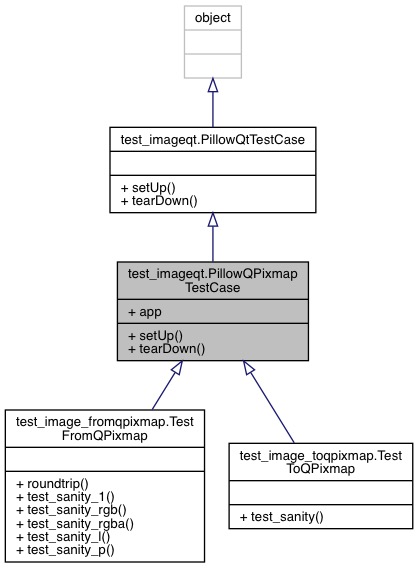 object
test_imageqt.PillowQtTestCase
+ setUp()
+ tearDown()
test_imageqt.PillowQPixmap
TestCase
+ app
+ setUp()
+ tearDown()
test_image_fromqpixmap.Test
FromQPixmap
+ roundtrip()
+ test_sanity_1()
+ test_sanity_rgb()
+ test_sanity_rgba()
+ test_sanity_l()
+ test_sanity_p()
test_image_toqpixmap.Test
ToQPixmap
+ test_sanity()